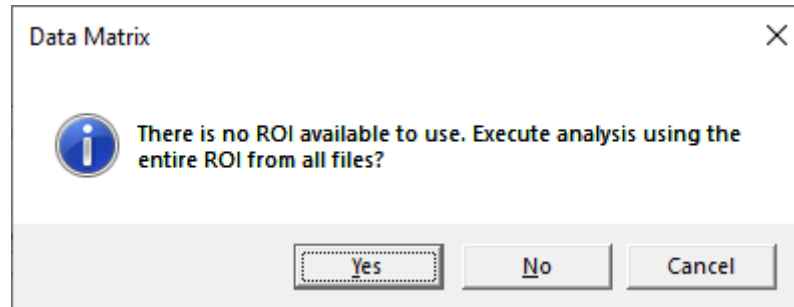 Data Matrix
There is no ROI available to use. Execute analysis using the
entire ROI from all files?
Yes
No
Cancel